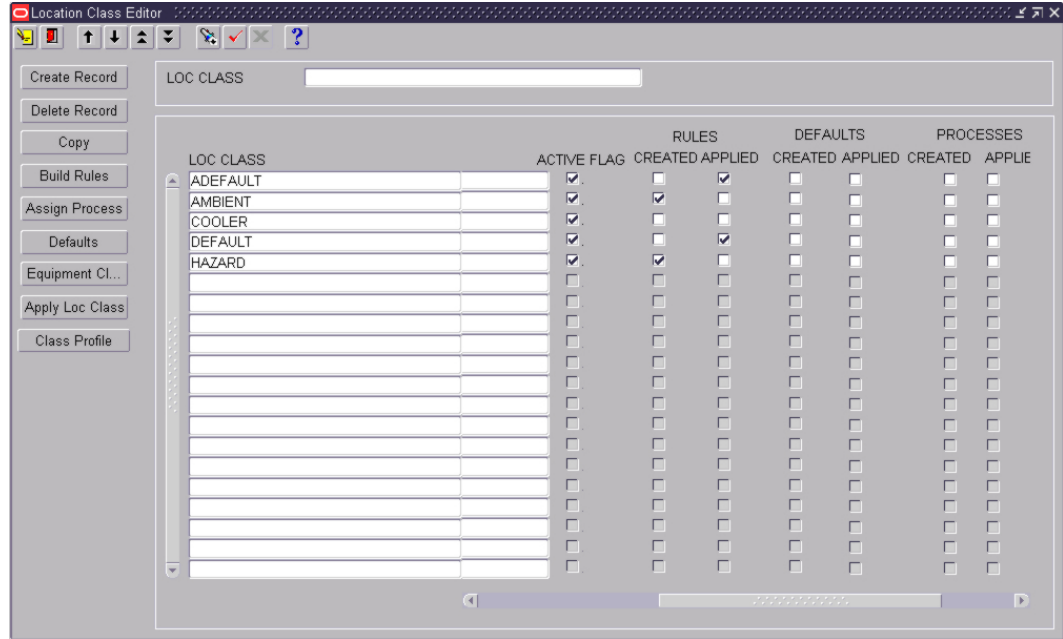 Location Class Editor
?
Create Record
LOC CLASS
Delete Record
Copy
Build Rules
Assign Process
Defaults
Equipment Cl...
Apply Loc Class
Class Profile
RULES DEFAULTS PROCESSES
LOC CLASS ACTIVE FLAG CREATED APPLIED CREATED APPLIED CREATED APPLIE
ADEFAULT
AMBIENT
COOLER
DEFAULT
HAZARD